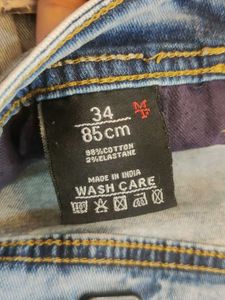 34
85cm
98%COTTON
2%ELASTANE
MADE IN INDIA
WASH CARE